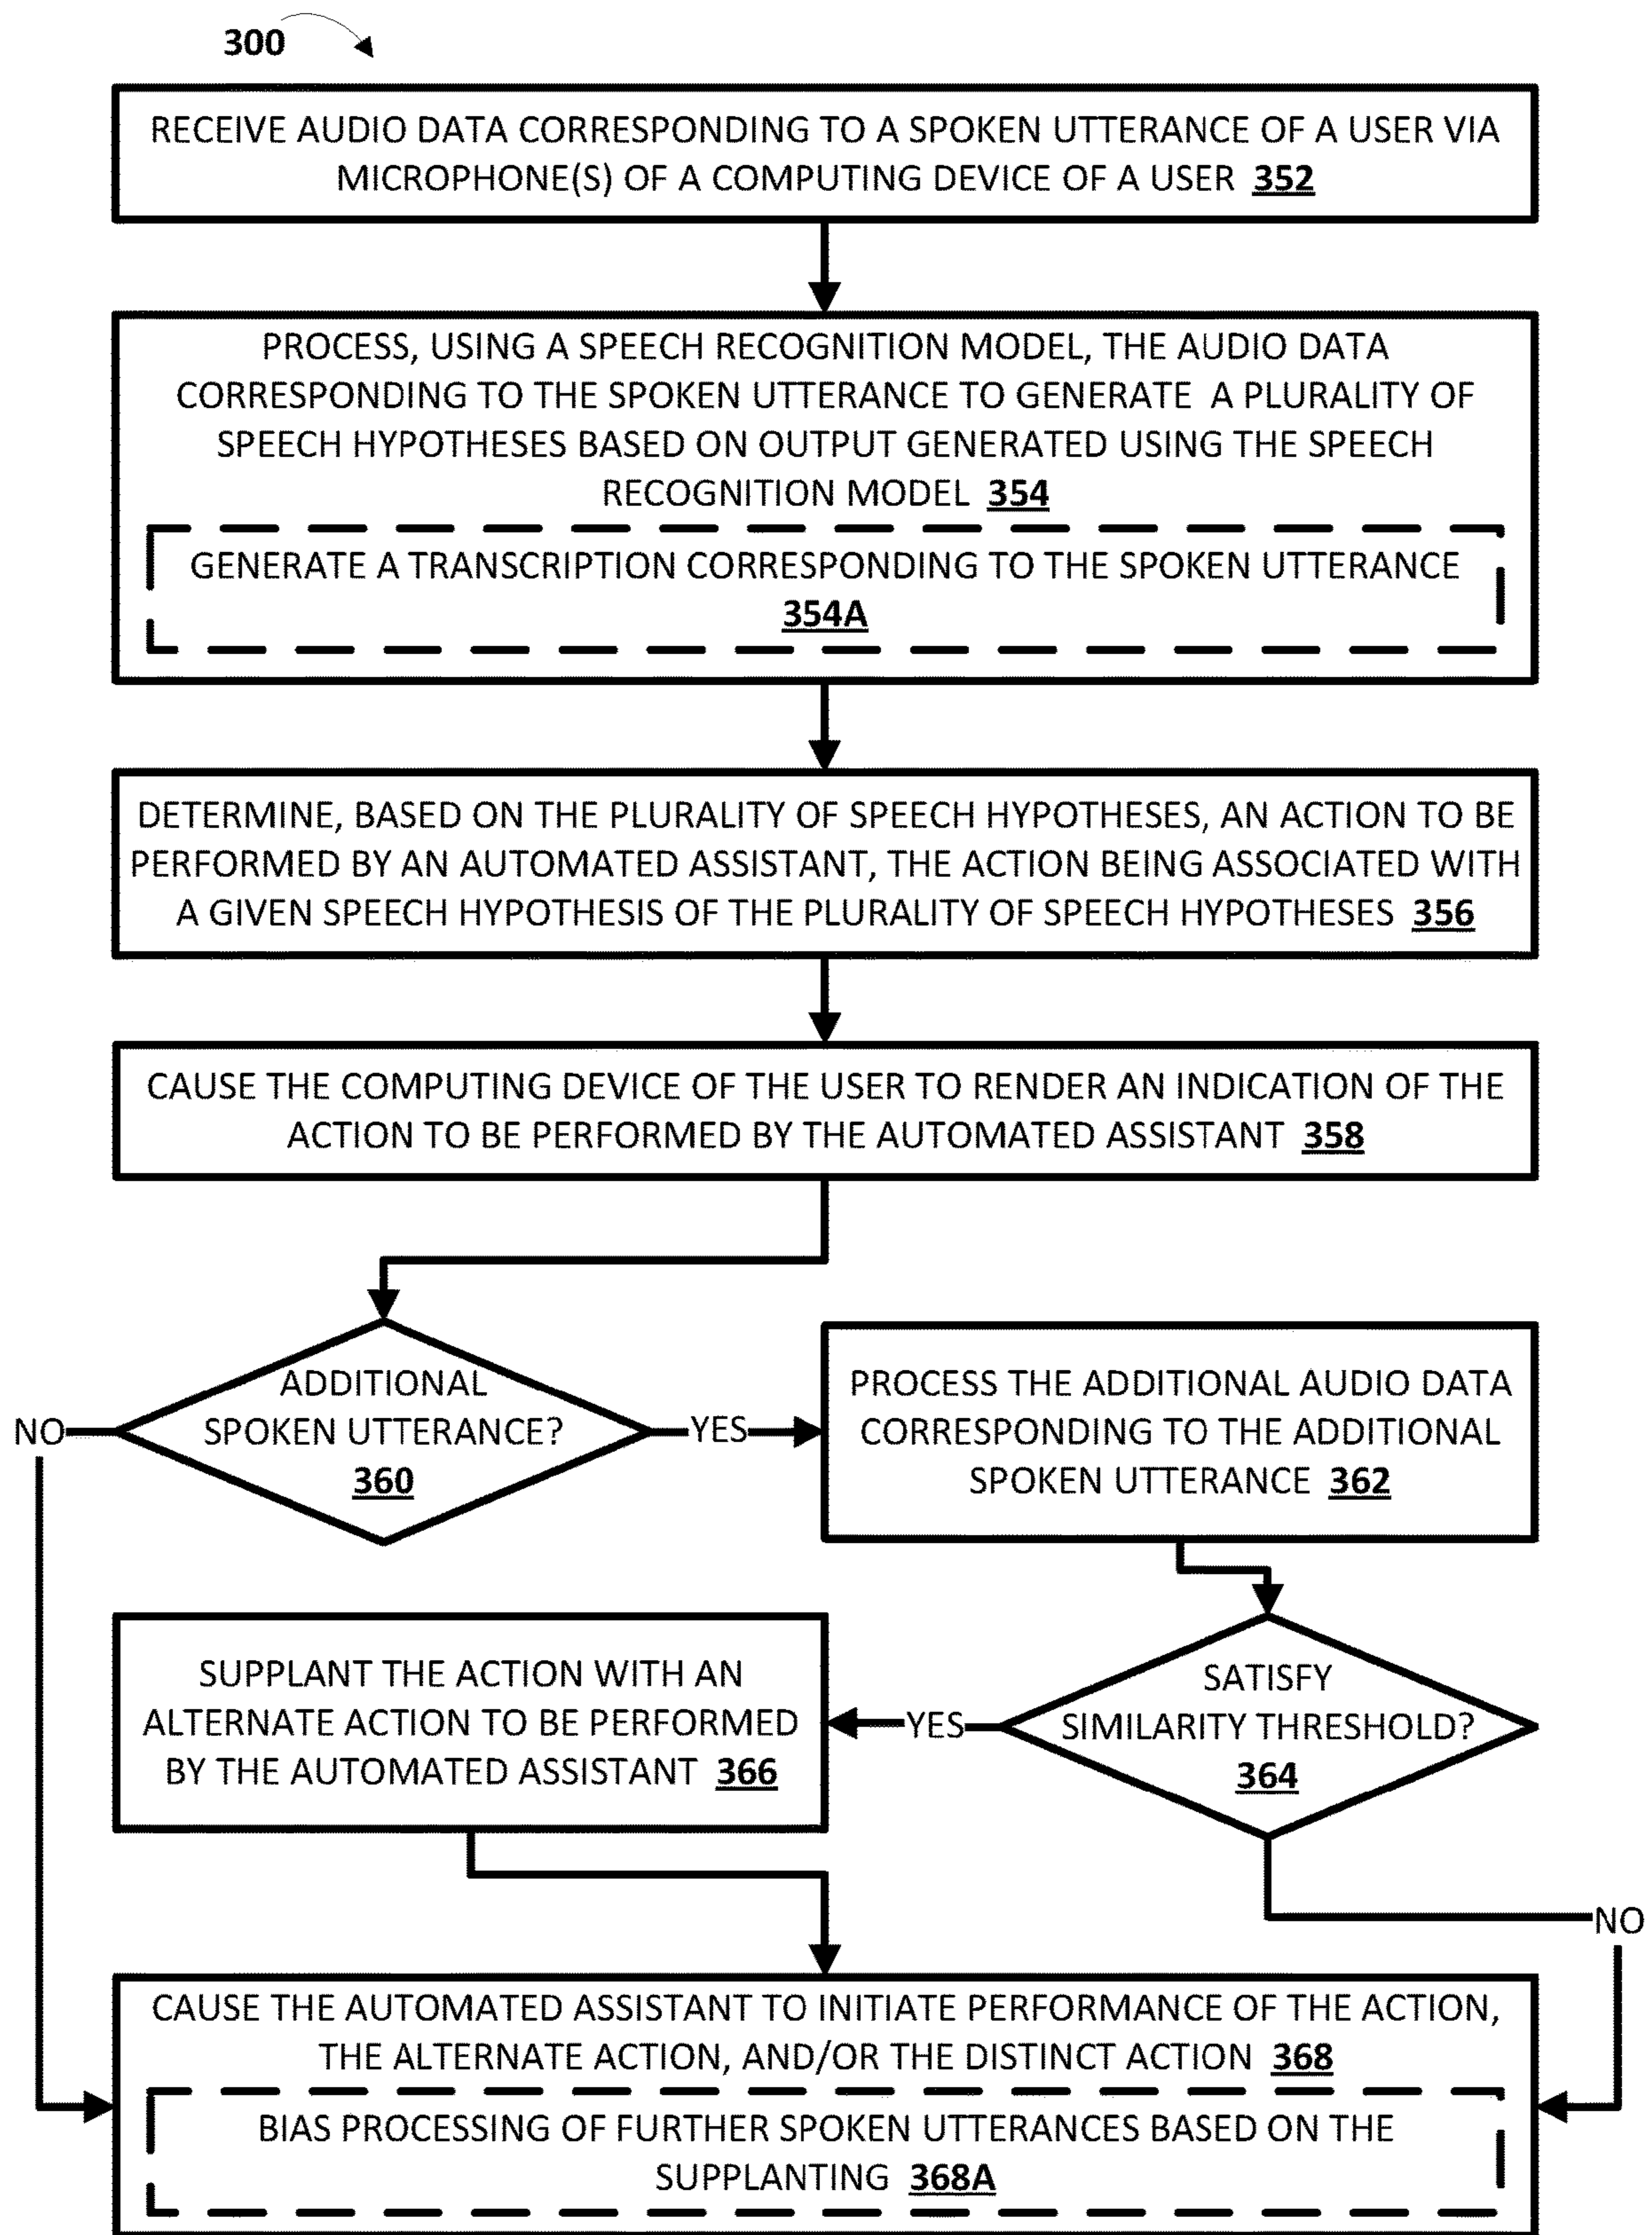 300
RECEIVE AUDIO DATA CORRESPONDING TO A SPOKEN UTTERANCE OF A USER VIA
MICROPHONE(S) OF A COMPUTING DEVICE OF A USER 352
PROCESS, USING A SPEECH RECOGNITION MODEL, THE AUDIO DATA
CORRESPONDING TO THE SPOKEN UTTERANCE TO GENERATE A PLURALITY OF
SPEECH HYPOTHESES BASED ON OUTPUT GENERATED USING THE SPEECH
RECOGNITION MODEL 354
GENERATE A TRANSCRIPTION CORRESPONDING TO THE SPOKEN UTTERANCE
354A
DETERMINE, BASED ON THE PLURALITY OF SPEECH HYPOTHESES, AN ACTION TO BE
PERFORMED BY AN AUTOMATED ASSISTANT, THE ACTION BEING ASSOCIATED WITH
A GIVEN SPEECH HYPOTHESIS OF THE PLURALITY OF SPEECH HYPOTHESES 356
CAUSE THE COMPUTING DEVICE OF THE USER TO RENDER AN INDICATION OF THE
ACTION TO BE PERFORMED BY THE AUTOMATED ASSISTANT 358
ADDITIONAL
SPOKEN UTTERANCE?
360
NO
YES
PROCESS THE ADDITIONAL AUDIO DATA
CORRESPONDING TO THE ADDITIONAL
SPOKEN UTTERANCE 362
SATISFY
SIMILARITY THRESHOLD?
364
YES
NO
SUPPLANT THE ACTION WITH AN
ALTERNATE ACTION TO BE PERFORMED
BY THE AUTOMATED ASSISTANT 366
CAUSE THE AUTOMATED ASSISTANT TO INITIATE PERFORMANCE OF THE ACTION,
THE ALTERNATE ACTION, AND/OR THE DISTINCT ACTION 368
BIAS PROCESSING OF FURTHER SPOKEN UTTERANCES BASED ON THE
SUPPLANTING 368A